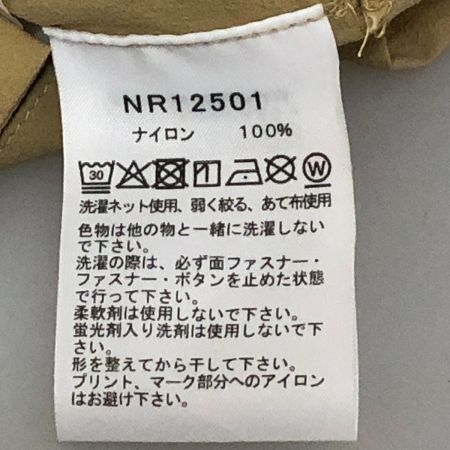 NR12501
ナイロン 100%
30 W
洗濯ネット使用、弱く絞る、あて布使用
色物は他の物と一緒に洗濯しない
で下さい。
洗濯の際は、必ず面ファスナー・
ファスナー・ボタンを止めた状態
で行って下さい。
柔軟剤は使用しないで下さい。
蛍光剤入り洗剤は使用しないで下
さい。
形を整えてから干して下さい。
プリント、マーク部分へのアイロン
はお避け下さい。